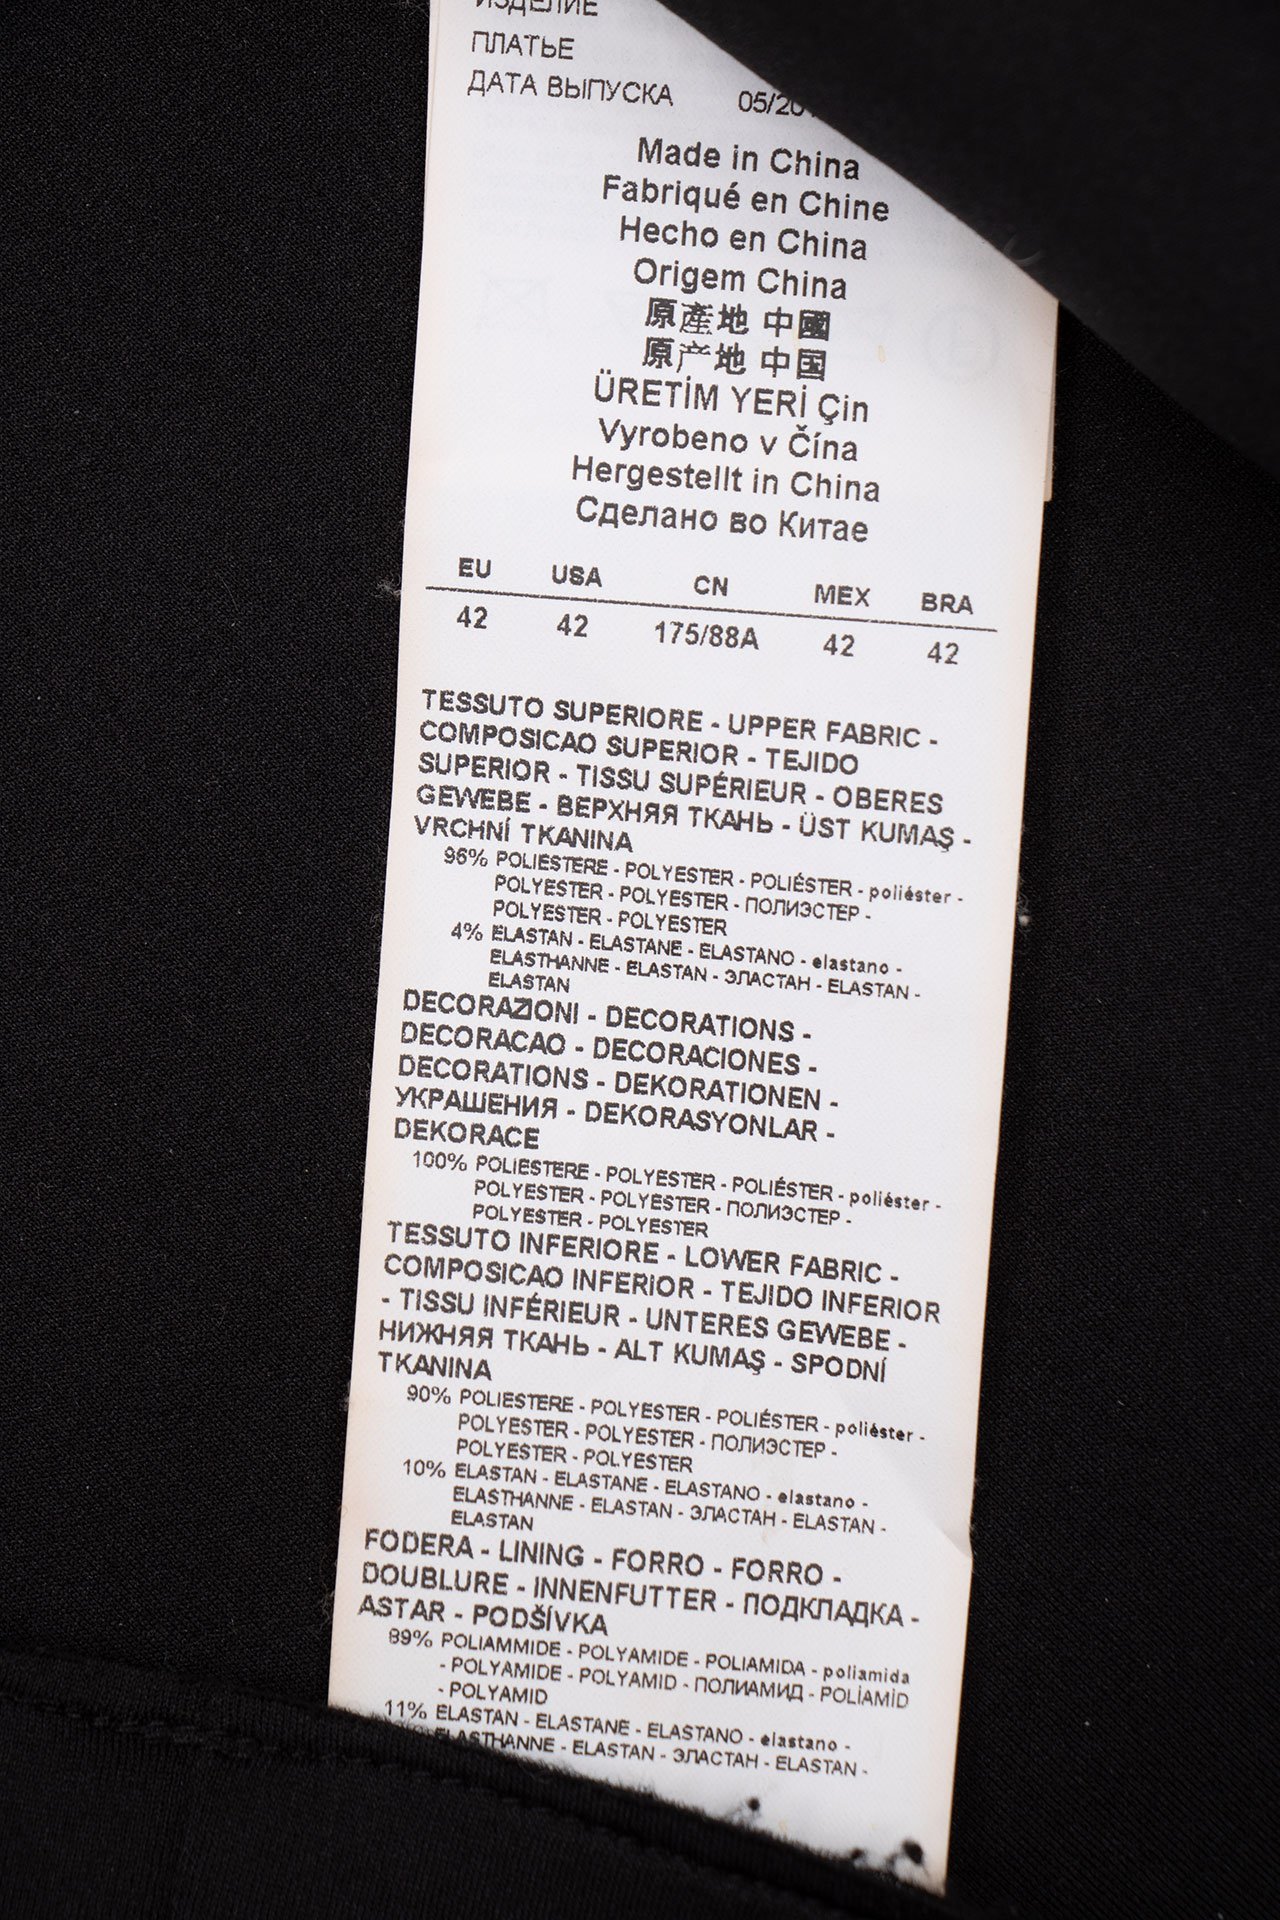 ИЗДЕЛИЕ
ПЛАТЬЕ
ДАТА ВЫПУСКА
Made in China
Fabriqué en Chine
Hecho en China
Origem China
原產地 中國
原产地 中国
ÜRETİM YERİ Çin
Vyrobeno v Čína
Hergestellt in China
Сделано во Китае
EU USA CN MEX BRA
42 42 175/88A 42 42
TESSUTO SUPERIORE - UPPER FABRIC -
COMPOSICAO SUPERIOR - TEJIDO
SUPERIOR - TISSU SUPÉRIEUR - OBERES
GEWEBE - ВЕРХНЯЯ ТКАНЬ - ÜST KUMAŞ -
VRCHNÍ TKANINA
96% POLIESTERE - POLYESTER - POLIÉSTER - poliéster -
POLYESTER - POLYESTER - ПОЛИЭСТЕР -
POLYESTER - POLYESTER
4% ELASTAN - ELASTANE - ELASTANO - elastano -
ELASTHANNE - ELASTAN - ЭЛАСТАН - ELASTAN -
ELASTAN
DECORAZIONI - DECORATIONS -
DECORACAO - DECORACIONES -
DECORATIONS - DEKORATIONEN -
УКРАШЕНИЯ - DEKORASYONLAR -
DEKORACE
100% POLIESTERE - POLYESTER - POLIÉSTER - poliéster -
POLYESTER - POLYESTER - ПОЛИЭСТЕР -
POLYESTER - POLYESTER
TESSUTO INFERIORE - LOWER FABRIC -
COMPOSICAO INFERIOR - TEJIDO INFERIOR
- TISSU INFÉRIEUR - UNTERES GEWEBE -
НИЖНЯЯ ТКАНЬ - ALT KUMAŞ - SPODNÍ
TKANINA
90% POLIESTERE - POLYESTER - POLIÉSTER - poliéster -
POLYESTER - POLYESTER - ПОЛИЭСТЕР -
POLYESTER - POLYESTER
10% ELASTAN - ELASTANE - ELASTANO - elastano -
ELASTHANNE - ELASTAN - ЭЛАСТАН - ELASTAN -
ELASTAN
FODERA - LINING - FORRO - FORRO -
DOUBLURE - INNENFUTTER - ПОДКЛАДКА -
ASTAR - PODŠÍVKA
89% POLIAMMIDE - POLYAMIDE - POLIAMIDA - poliamida
- POLYAMIDE - POLYAMID - ПОЛИАМИД - POLİAMİD
- POLYAMID
11% ELASTAN - ELASTANE - ELASTANO - elastano -
ELASTHANNE - ELASTAN - ЭЛАСТАН - ELASTAN -